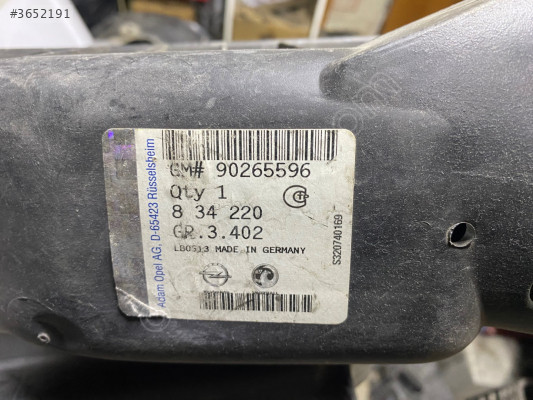 #3652191
Adam Opel AG, D-65423 Rüsselsheim
GM# 90265596
Qty 1
8 34 220
GR.3.402
LB0513 MADE IN GERMANY
S320740169